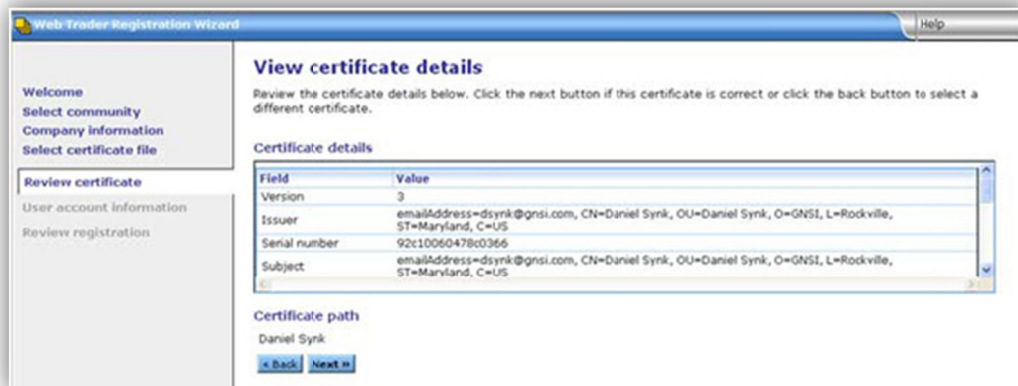 Web Trader Registration Wizard
Help
Welcome
Select community
Company information
Select certificate file
Review certificate
User account information
Review registration
View certificate details
Review the certificate details below. Click the next button if this certificate is correct or click the back button to select a
different certificate.
Certificate details
Field Value
Version 3
Issuer emailAddress=dsynk@gnsi.com, CN=Daniel Synk, OU=Daniel Synk, O=GNSI, L=Rockville,
ST=Maryland, C=US
Serial number 92c10060478c0366
Subject emailAddress=dsynk@gnsi.com, CN=Daniel Synk, OU=Daniel Synk, O=GNSI, L=Rockville,
ST=Maryland, C=US
Certificate path
Daniel Synk
« Back Next »